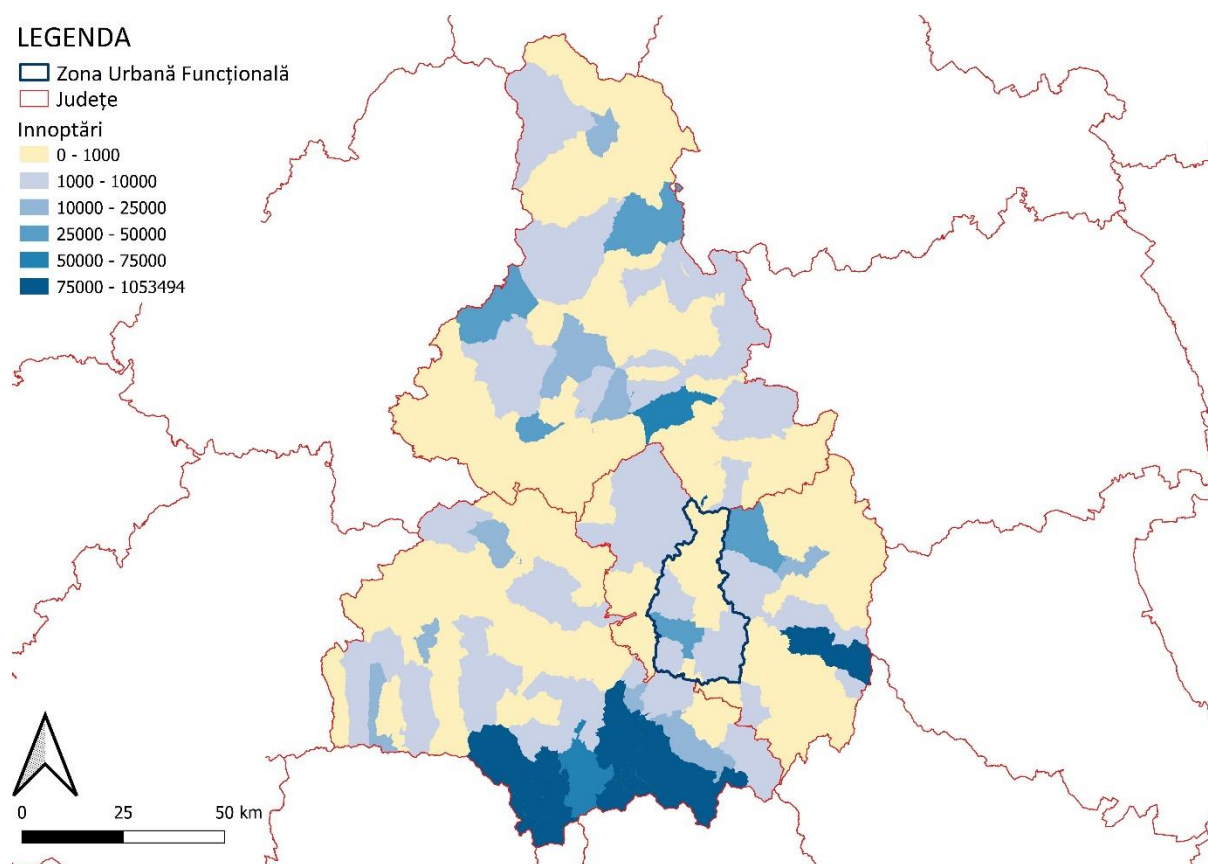 LEGENDA
Zona Urbană Funcțională
Județe
Innoptări
0 - 1000
1000 - 10000
10000 - 25000
25000 - 50000
50000 - 75000
75000 - 1053494
0 25 50 km